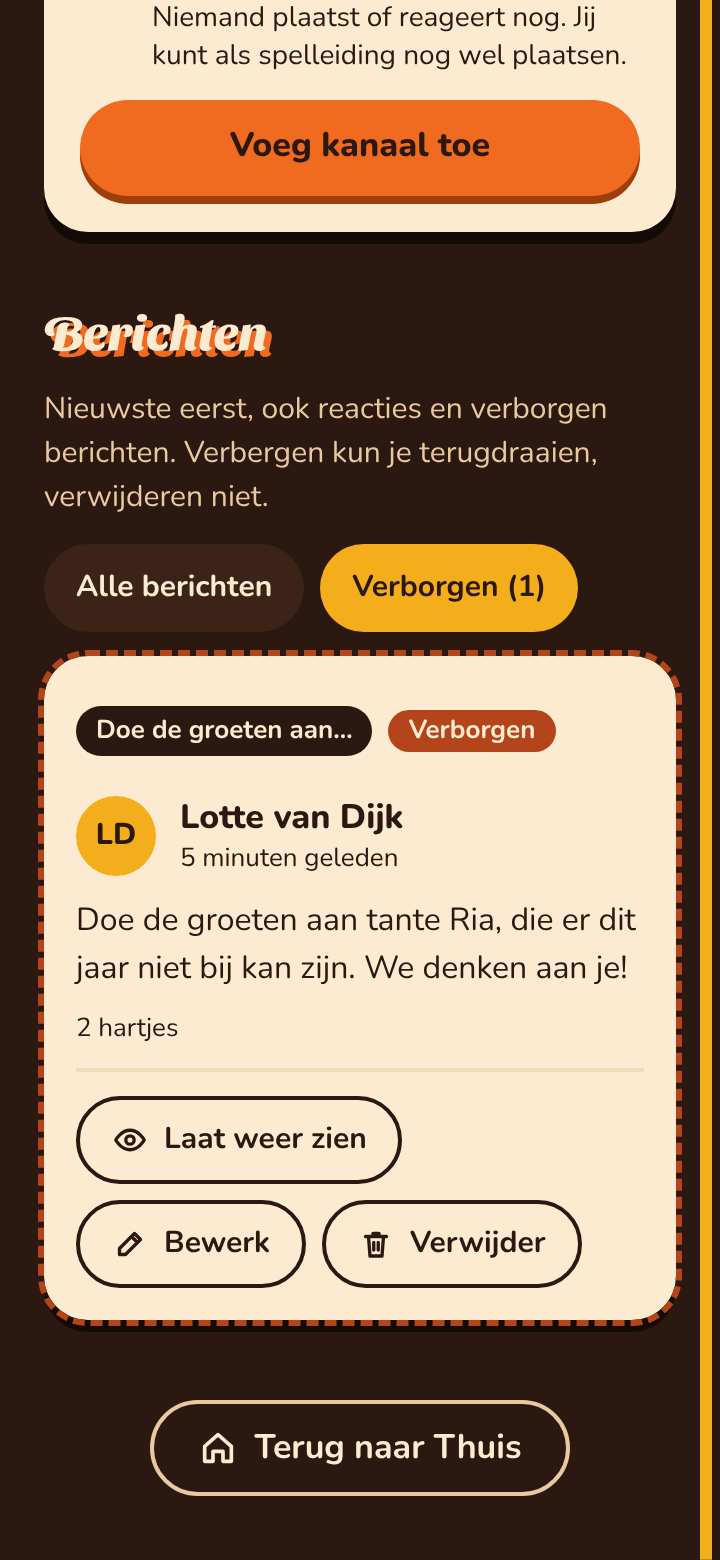 Niemand plaatst of reageert nog. Jij
kunt als spelleiding nog wel plaatsen.
Voeg kanaal toe
Berichten
Nieuwste eerst, ook reacties en verborgen
berichten. Verbergen kun je terugdraaien,
verwijderen niet.
Alle berichten
Verborgen (1)
Doe de groeten aan...
Verborgen
LD
Lotte van Dijk
5 minuten geleden
Doe de groeten aan tante Ria, die er dit
jaar niet bij kan zijn. We denken aan je!
2 hartjes
Laat weer zien
Bewerk
Verwijder
Terug naar Thuis